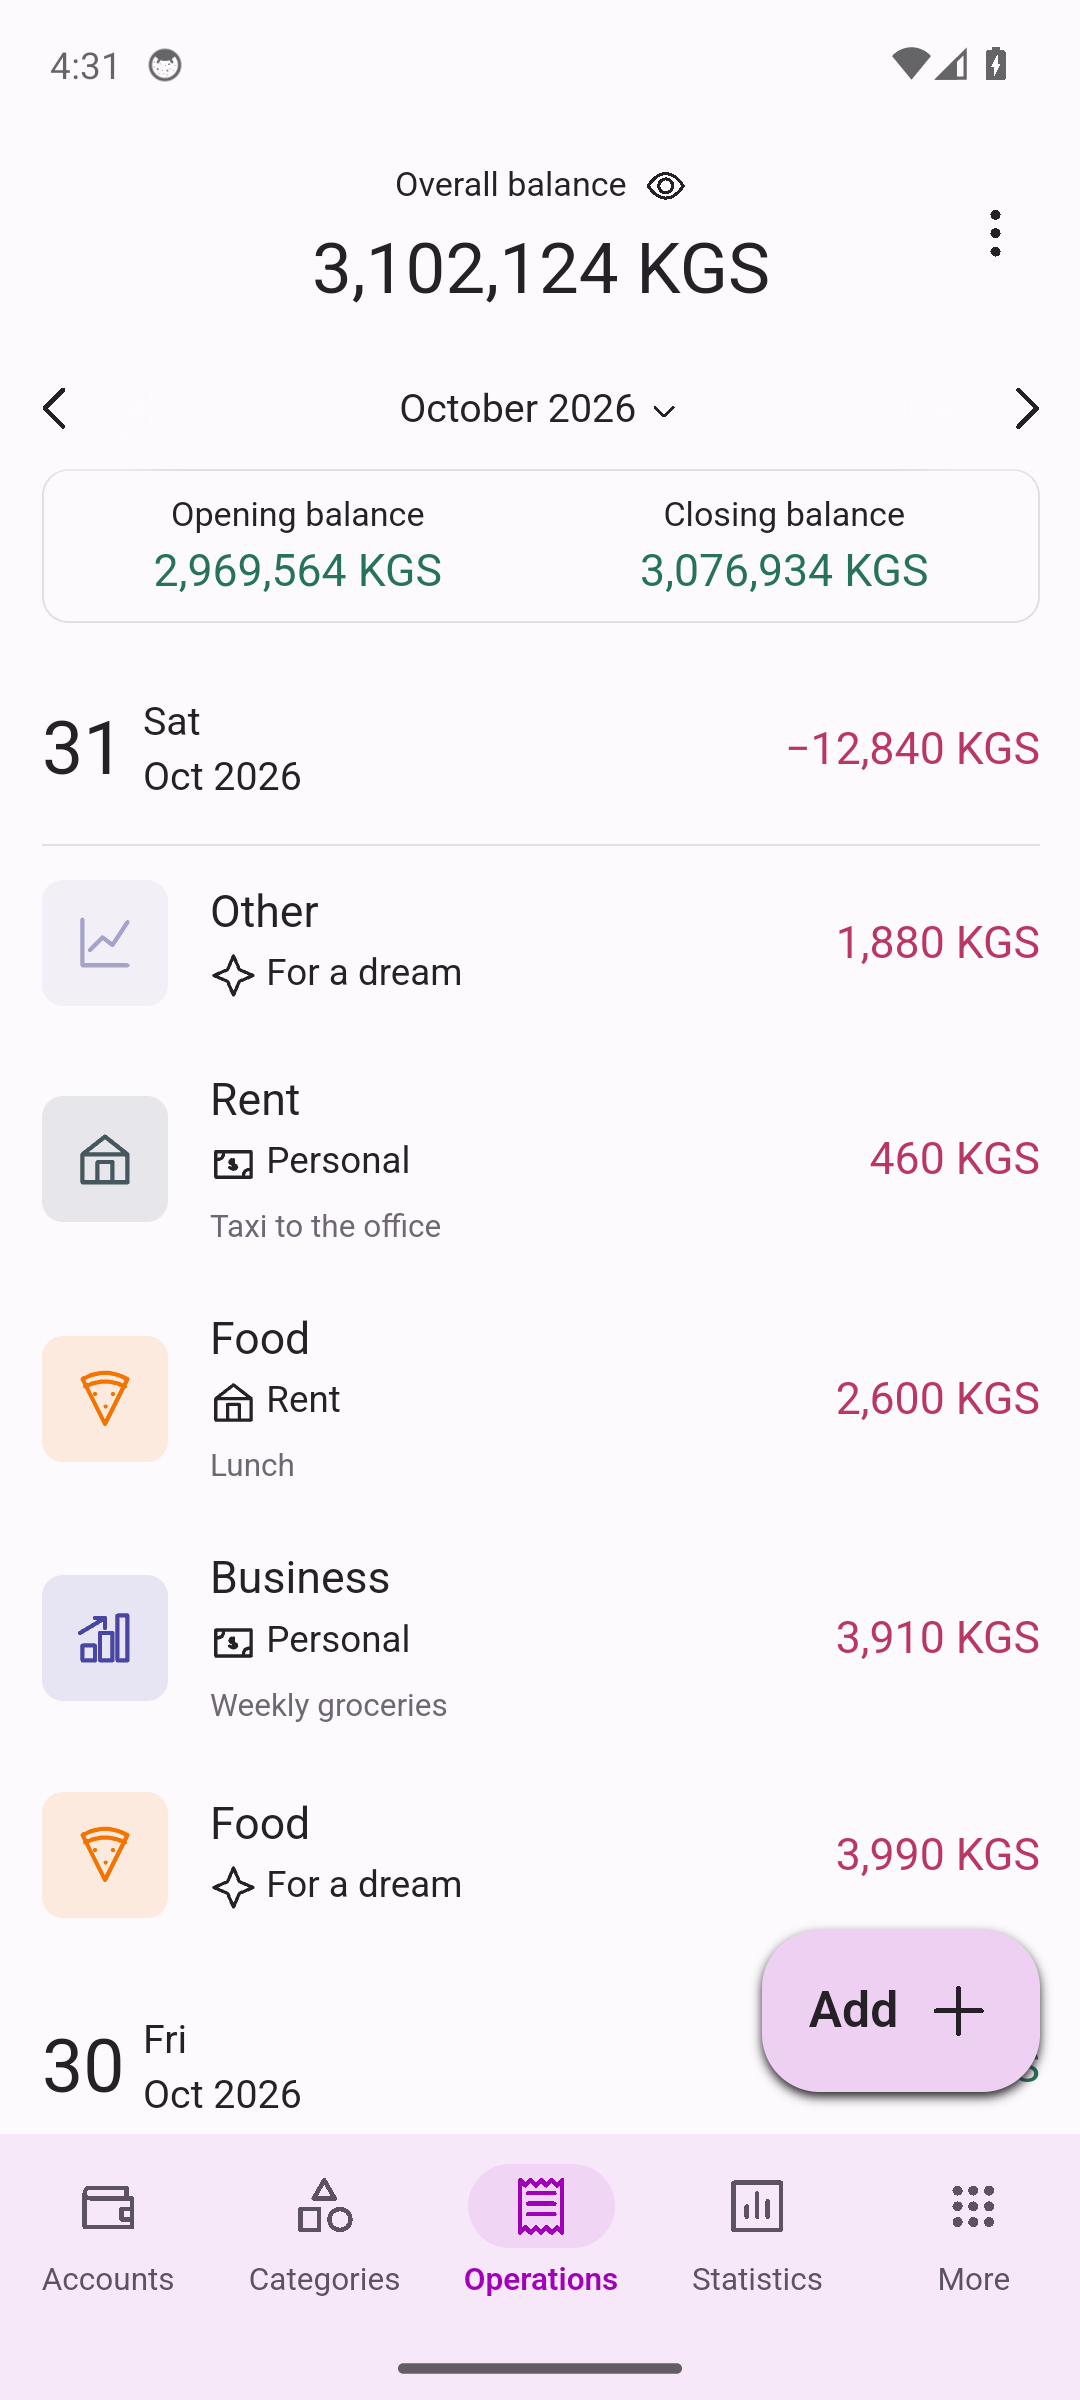 4:31
Overall balance
3,102,124 KGS
October 2026
Opening balance
Closing balance
2,969,564 KGS
3,076,934 KGS
31
Sat
Oct 2026
−12,840 KGS
Other
For a dream
1,880 KGS
Rent
Personal
460 KGS
Taxi to the office
Food
Rent
2,600 KGS
Lunch
Business
Personal
3,910 KGS
Weekly groceries
Food
For a dream
3,990 KGS
Add
30
Fri
Oct 2026
Accounts
Categories
Operations
Statistics
More